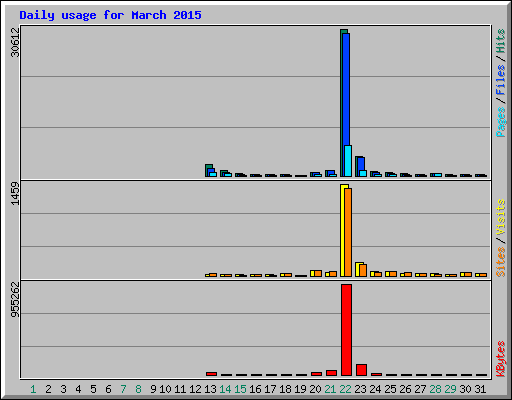 Daily usage for March 2015
30612
Pages / Files / Hits
1459
Sites / Visits
955262
KBytes
1 2 3 4 5 6 7 8 9 10 11 12 13 14 15 16 17 18 19 20 21 22 23 24 25 26 27 28 29 30 31